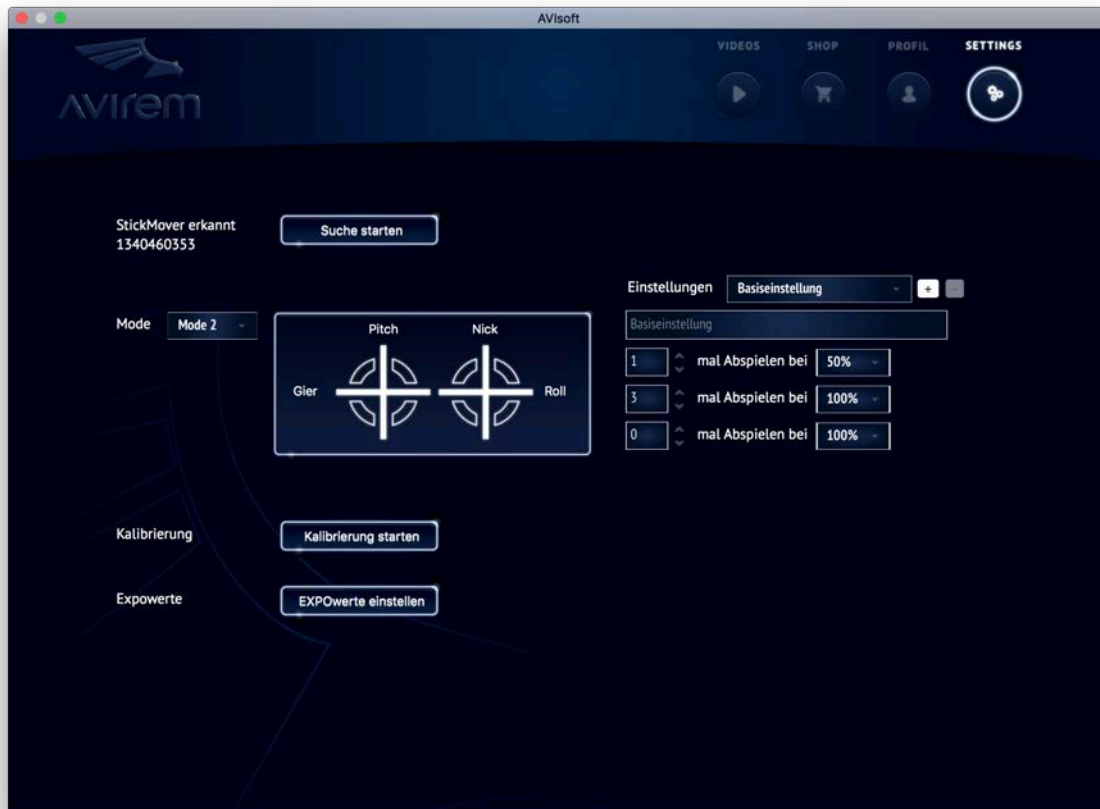 AVIsoft
AVIREM
VIDEOS SHOP PROFIL SETTINGS
StickMover erkannt
1340460353
Suche starten
Einstellungen Basiseinstellung + -
Basiseinstellung
Mode Mode 2
Pitch Nick
Gier Roll
1 mal Abspielen bei 50%
3 mal Abspielen bei 100%
0 mal Abspielen bei 100%
Kalibrierung Kalibrierung starten
Expowerte EXPOwerte einstellen